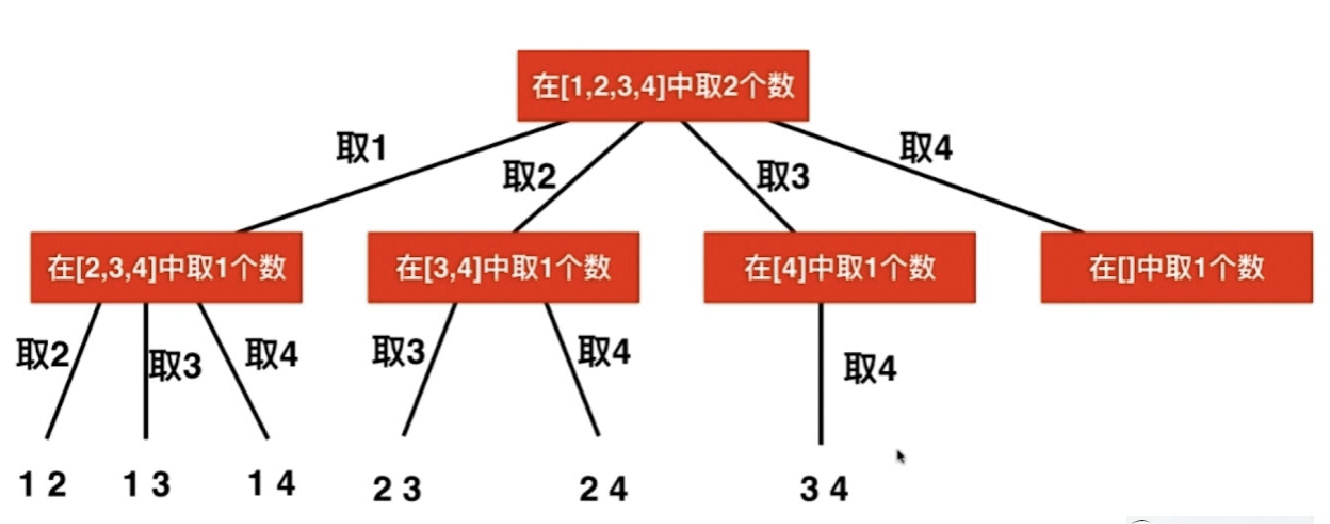 在[1,2,3,4]中取2个数
取1
取2
取3
取4
在[2,3,4]中取1个数
在[3,4]中取1个数
在[4]中取1个数
在[]中取1个数
取2
取3
取4
取3
取4
取4
1 2
1 3
1 4
2 3
2 4
3 4